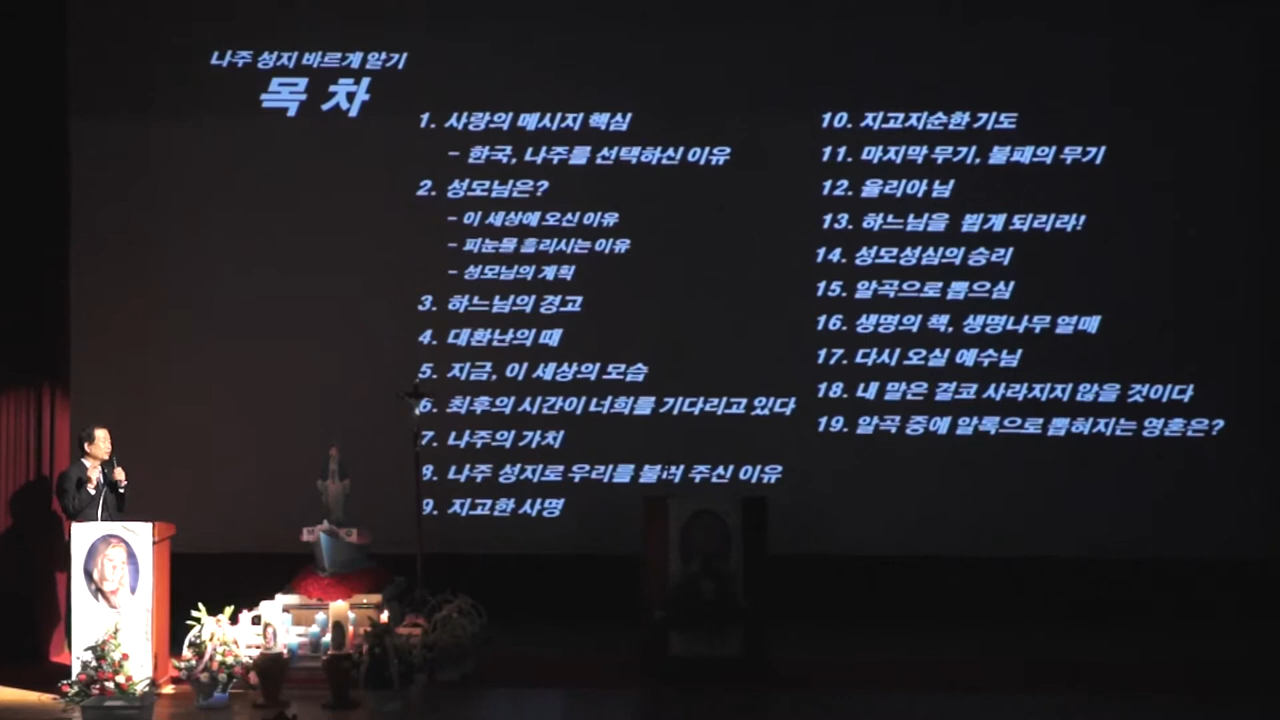 나주 성지 바르게 알기
목 차
1. 사랑의 메시지 핵심
- 한국, 나주를 선택하신 이유
2. 성모님은?
- 이 세상에 오신 이유
- 피눈물 흘리시는 이유
- 성모님의 계획
3. 하느님의 경고
4. 대환난의 때
5. 지금, 이 세상의 모습
6. 최후의 시간이 너희를 기다리고 있다
7. 나주의 가치
8. 나주 성지로 우리를 불러 주신 이유
9. 지고한 사명
10. 지고지순한 기도
11. 마지막 무기, 불패의 무기
12. 율리아 님
13. 하느님을 뵙게 되리라!
14. 성모성심의 승리
15. 알곡으로 뽑으심
16. 생명의 책, 생명나무 열매
17. 다시 오실 예수님
18. 내 말은 결코 사라지지 않을 것이다
19. 알곡 중에 알록으로 뽑혀지는 영혼은?